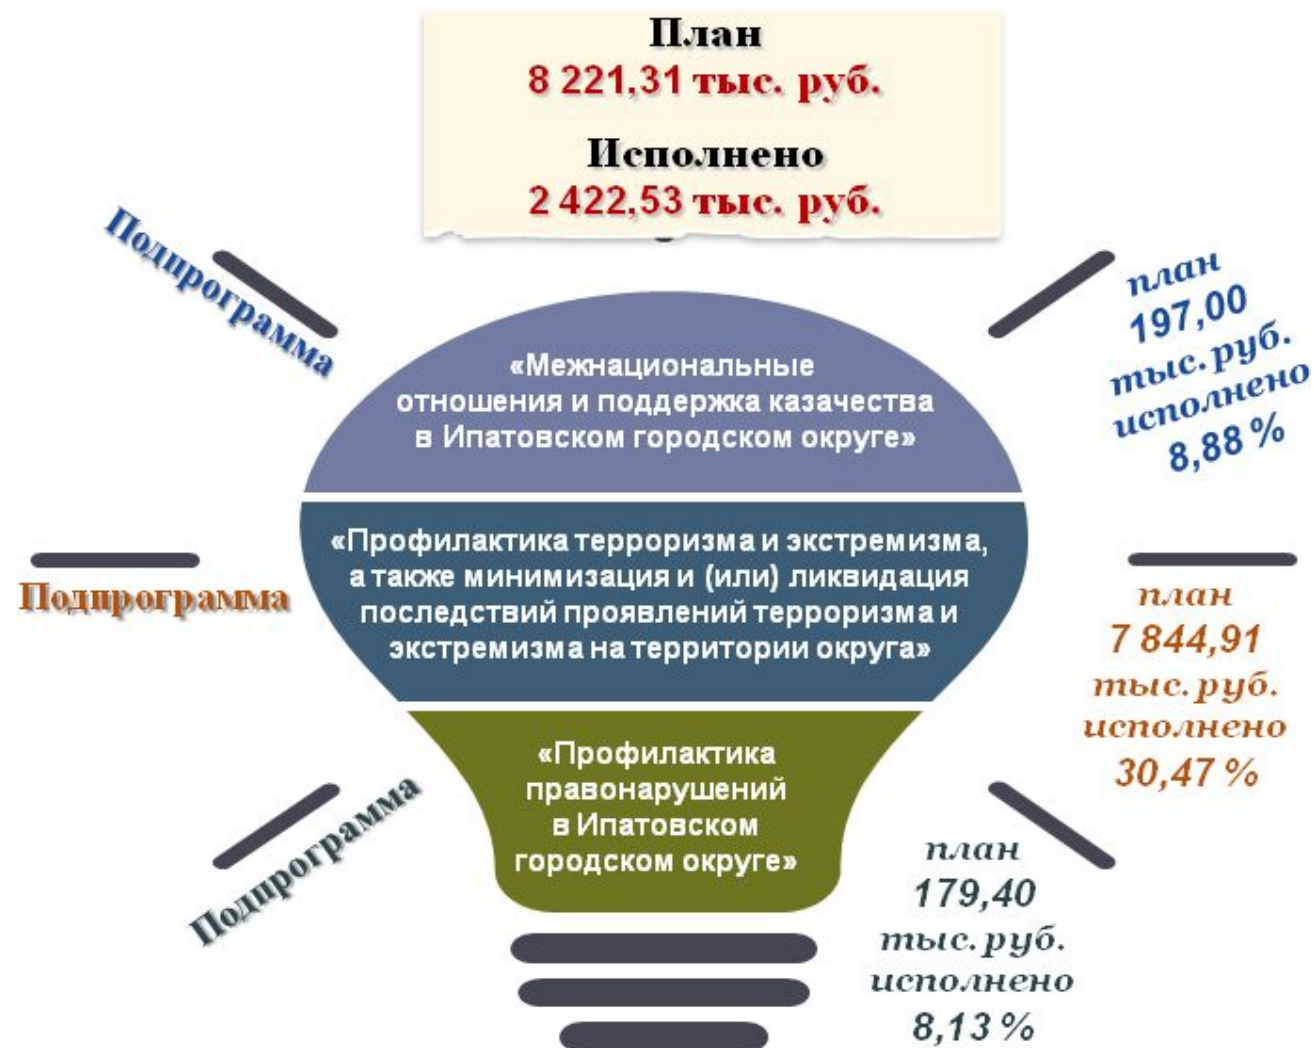 План
8 221,31 тыс. руб.
Исполнено
2 422,53 тыс. руб.
Подпрограмма
«Межнациональные
отношения и поддержка казачества
в Ипатовском городском округе»
план
197,00
тыс. руб.
исполнено
8,88 %
Подпрограмма
«Профилактика терроризма и экстремизма,
а также минимизация и (или) ликвидация
последствий проявлений терроризма и
экстремизма на территории округа»
план
7 844,91
тыс. руб.
исполнено
30,47 %
Подпрограмма
«Профилактика
правонарушений
в Ипатовском
городском округе»
план
179,40
тыс. руб.
исполнено
8,13 %